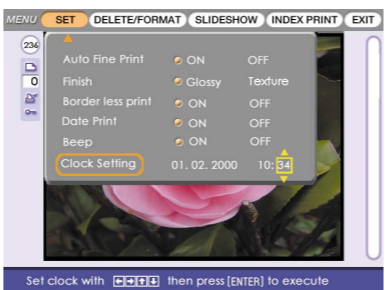 MENU SET DELETE/FORMAT SLIDESHOW INDEX PRINT EXIT
236
0
Auto Fine Print ON OFF
Finish Glossy Texture
Border less print ON OFF
Date Print ON OFF
Beep ON OFF
Clock Setting 01. 02. 2000 10: 34
Set clock with ←→↑↓ then press [ENTER] to execute